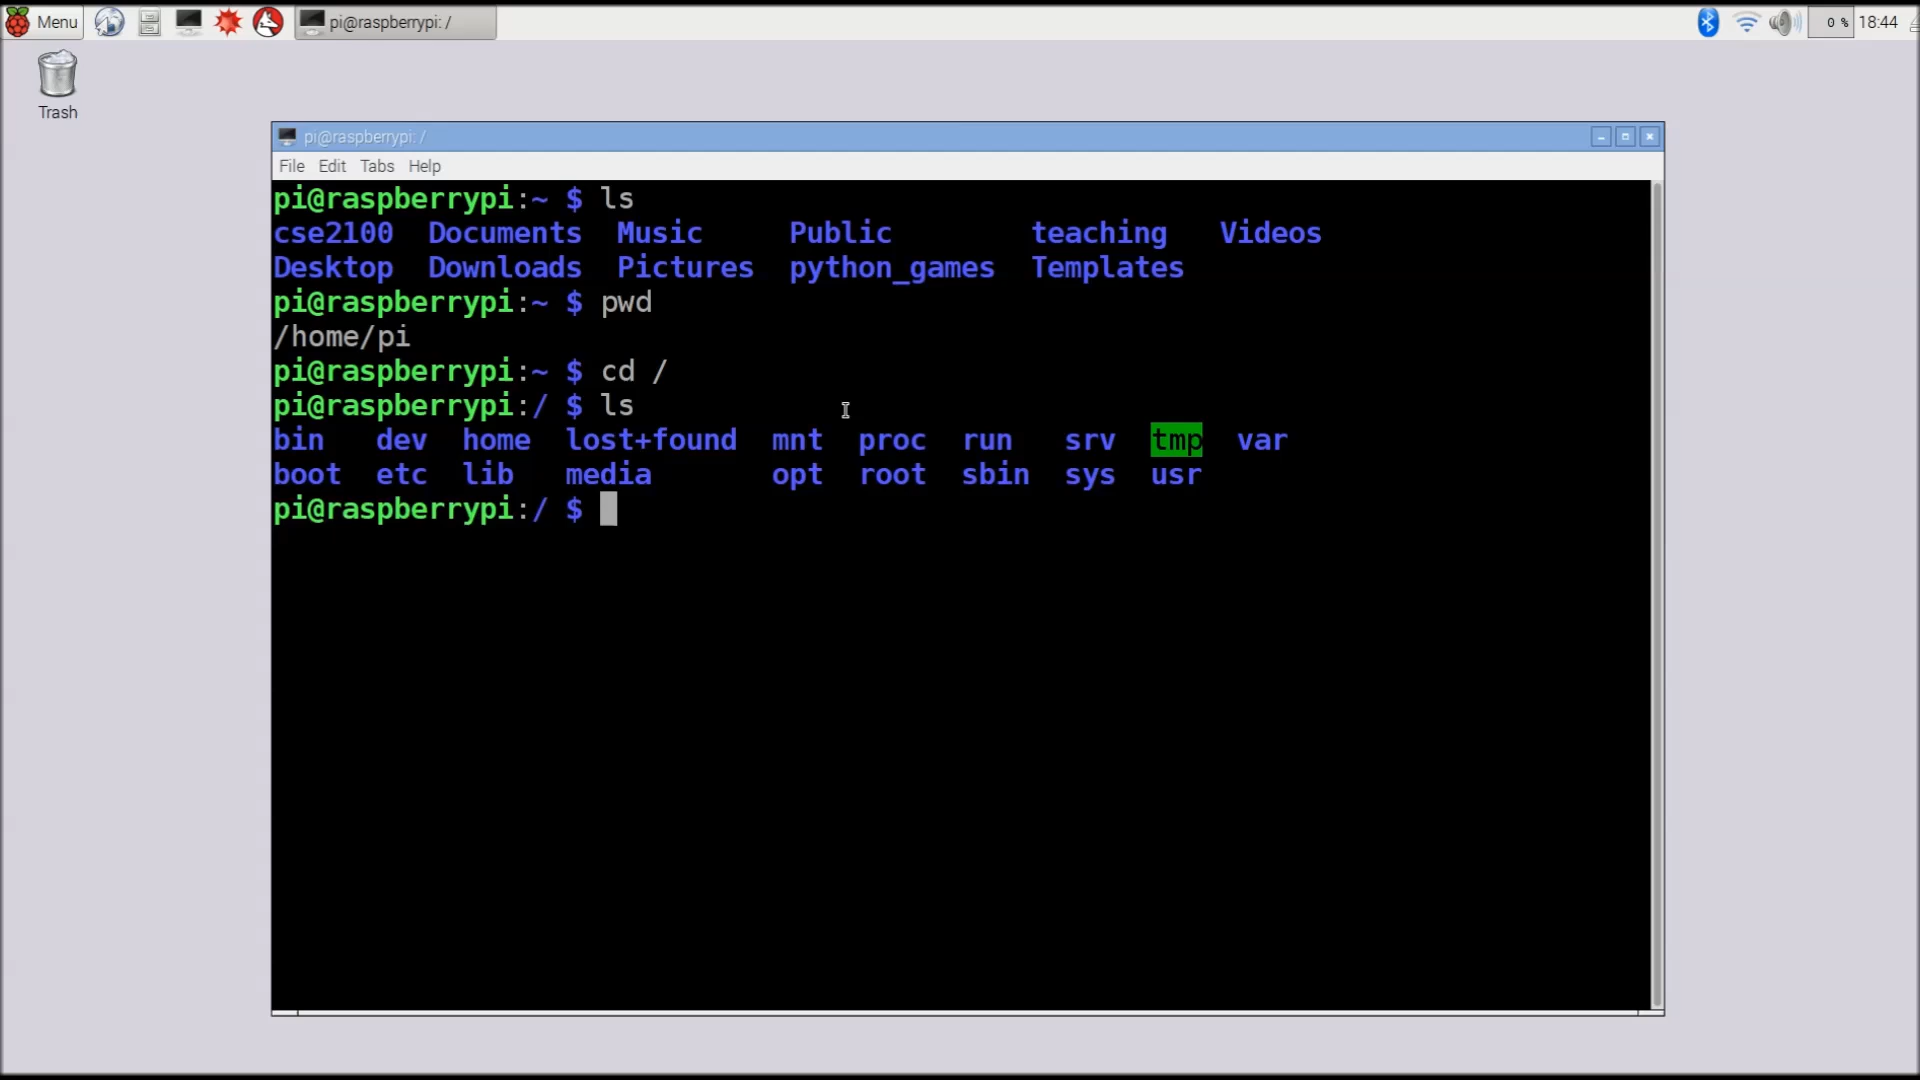 Menu pi@raspberrypi: / 0 % 18:44
Trash
pi@raspberrypi: /
File Edit Tabs Help
pi@raspberrypi:~ $ ls
cse2100 Documents Music Public teaching Videos
Desktop Downloads Pictures python_games Templates
pi@raspberrypi:~ $ pwd
/home/pi
pi@raspberrypi:~ $ cd /
pi@raspberrypi:/ $ ls
bin dev home lost+found mnt proc run srv tmp var
boot etc lib media opt root sbin sys usr
pi@raspberrypi:/ $